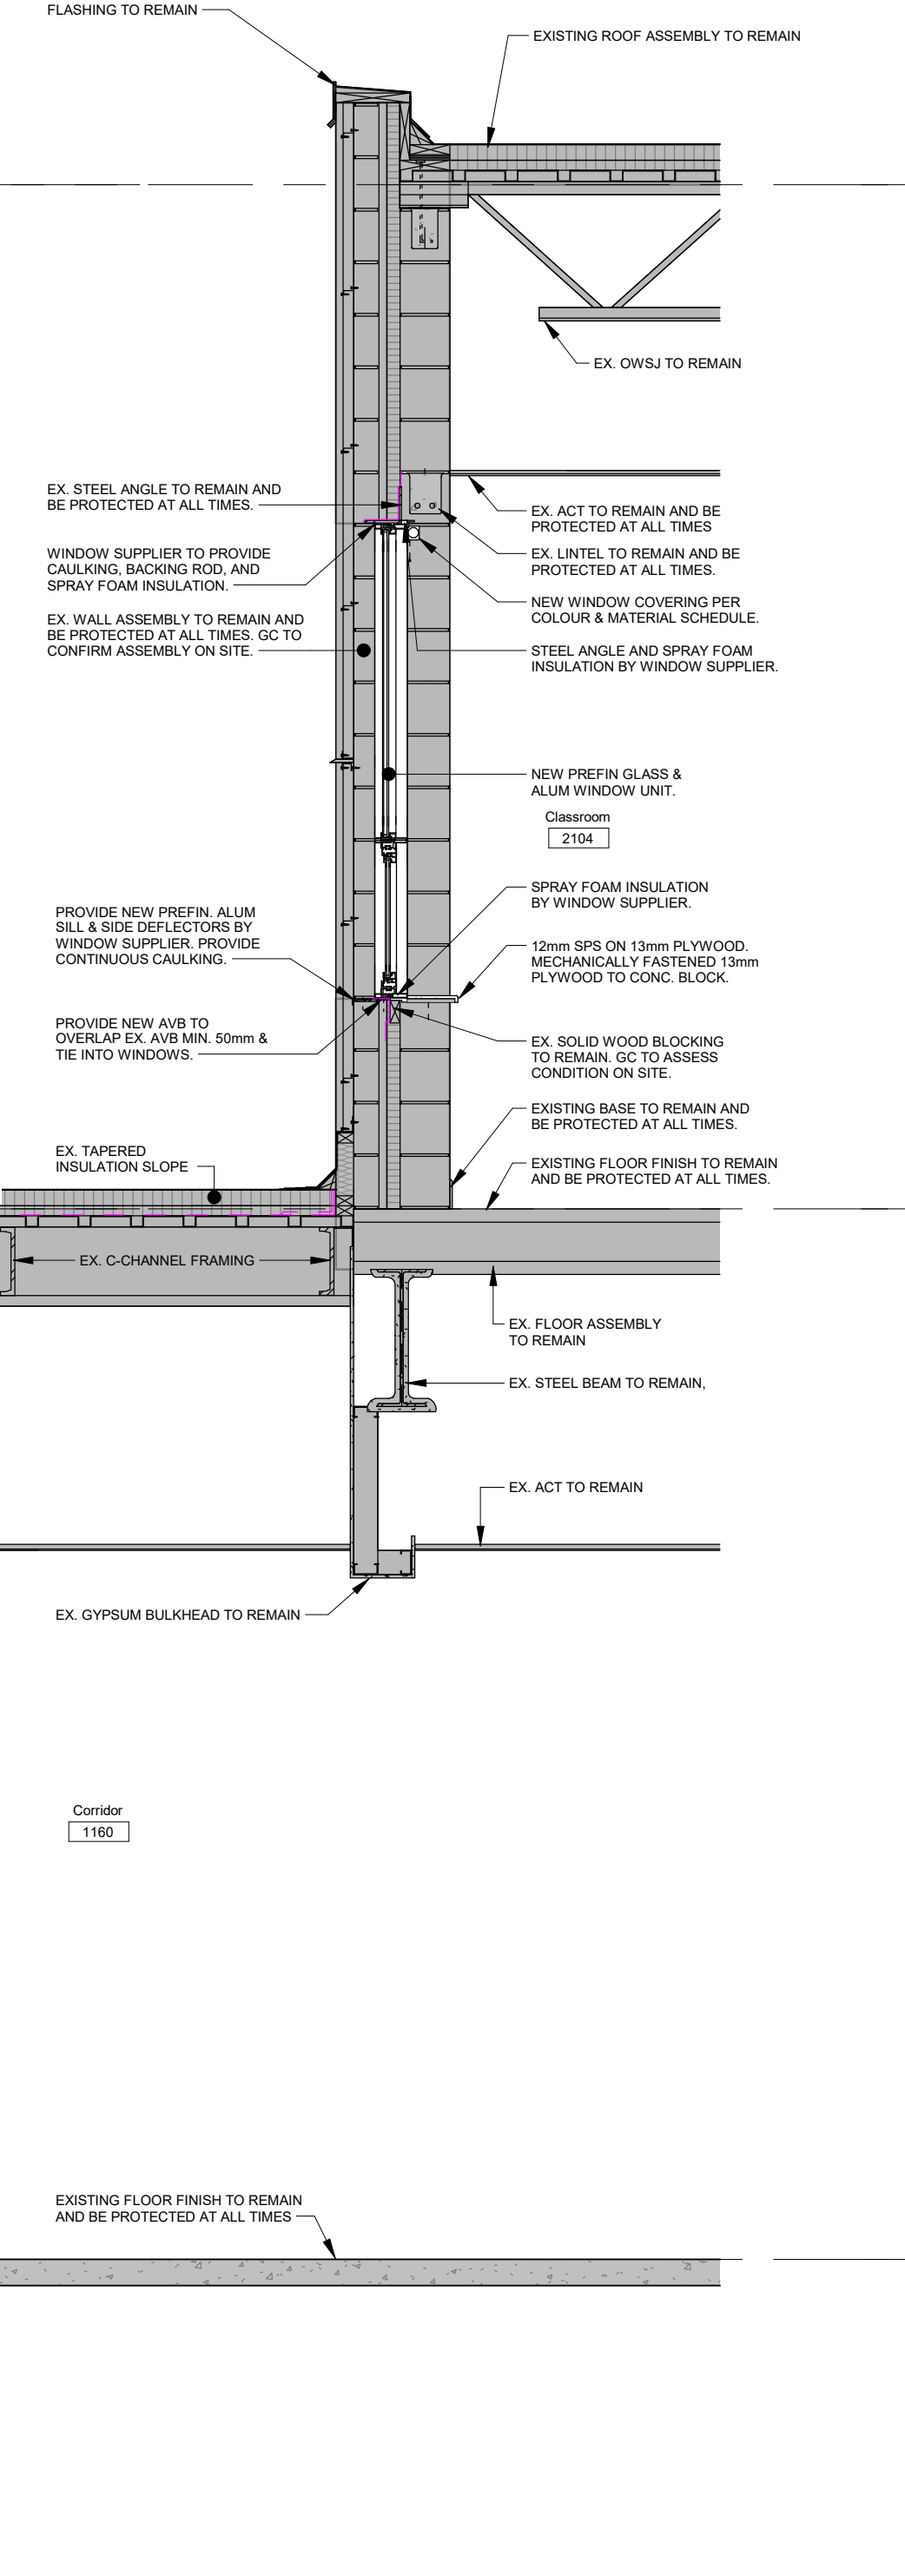 FLASHING TO REMAIN
EXISTING ROOF ASSEMBLY TO REMAIN
EX. OWSJ TO REMAIN
EX. STEEL ANGLE TO REMAIN AND
BE PROTECTED AT ALL TIMES.
EX. ACT TO REMAIN AND BE
PROTECTED AT ALL TIMES
WINDOW SUPPLIER TO PROVIDE
CAULKING, BACKING ROD, AND
SPRAY FOAM INSULATION.
EX. LINTEL TO REMAIN AND BE
PROTECTED AT ALL TIMES.
NEW WINDOW COVERING PER
COLOUR & MATERIAL SCHEDULE.
EX. WALL ASSEMBLY TO REMAIN AND
BE PROTECTED AT ALL TIMES. GC TO
CONFIRM ASSEMBLY ON SITE.
STEEL ANGLE AND SPRAY FOAM
INSULATION BY WINDOW SUPPLIER.
NEW PREFIN GLASS &
ALUM WINDOW UNIT.
Classroom
2104
SPRAY FOAM INSULATION
BY WINDOW SUPPLIER.
PROVIDE NEW PREFIN. ALUM
SILL & SIDE DEFLECTORS BY
WINDOW SUPPLIER. PROVIDE
CONTINUOUS CAULKING.
12mm SPS ON 13mm PLYWOOD.
MECHANICALLY FASTENED 13mm
PLYWOOD TO CONC. BLOCK.
PROVIDE NEW AVB TO
OVERLAP EX. AVB MIN. 50mm &
TIE INTO WINDOWS.
EX. SOLID WOOD BLOCKING
TO REMAIN. GC TO ASSESS
CONDITION ON SITE.
EXISTING BASE TO REMAIN AND
BE PROTECTED AT ALL TIMES.
EX. TAPERED
INSULATION SLOPE
EXISTING FLOOR FINISH TO REMAIN
AND BE PROTECTED AT ALL TIMES.
EX. C-CHANNEL FRAMING
EX. FLOOR ASSEMBLY
TO REMAIN
EX. STEEL BEAM TO REMAIN,
EX. ACT TO REMAIN
EX. GYPSUM BULKHEAD TO REMAIN
Corridor
1160
EXISTING FLOOR FINISH TO REMAIN
AND BE PROTECTED AT ALL TIMES